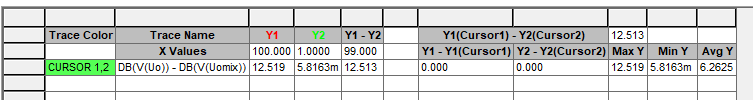 Trace Color Trace Name Y1 Y2 Y1 - Y2 Y1(Cursor1) - Y2(Cursor2) 12.513
X Values 100.000 1.0000 99.000 Y1 - Y1(Cursor1) Y2 - Y2(Cursor2) Max Y Min Y Avg Y
CURSOR 1,2 DB(V(Uo)) - DB(V(Uomix)) 12.519 5.8163m 12.513 0.000 0.000 12.519 5.8163m 6.2625